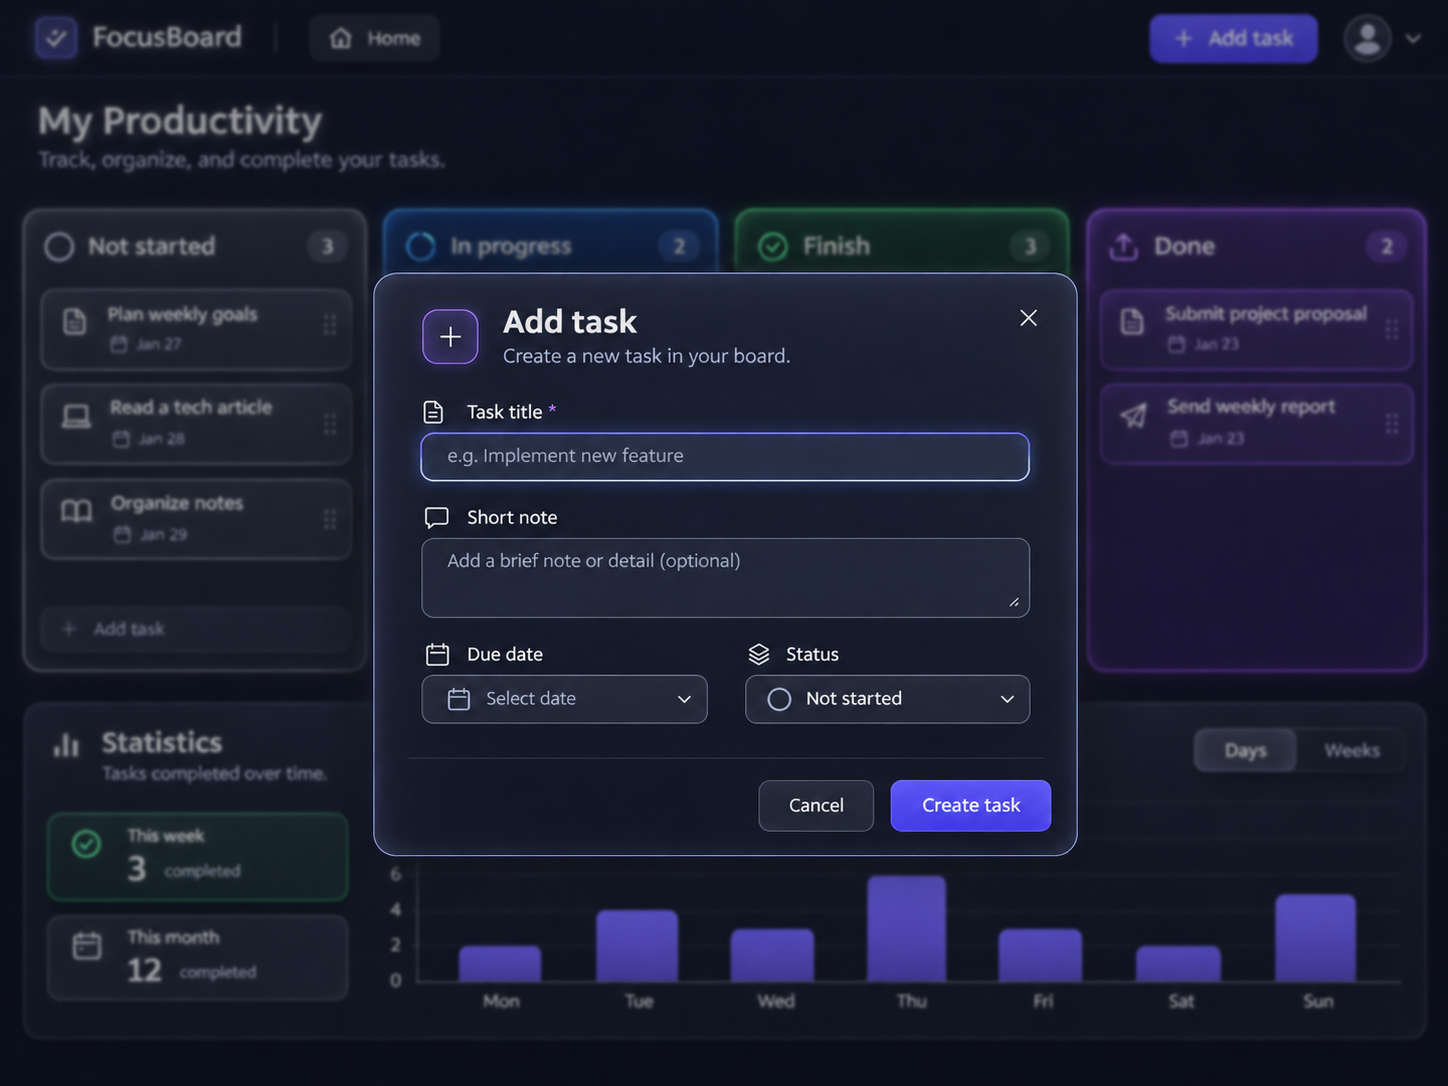 FocusBoard
Home
Add task
My Productivity
Track, organize, and complete your tasks.
Not started
3
In progress
2
Finish
3
Done
2
Plan weekly goals
Jan 27
Read a tech article
Jan 28
Organize notes
Jan 29
Add task
Submit project proposal
Jan 23
Send weekly report
Jan 23
Add task
Create a new task in your board.
Task title *
e.g. Implement new feature
Short note
Add a brief note or detail (optional)
Due date
Select date
Status
Not started
Cancel
Create task
Statistics
Tasks completed over time.
Days
Weeks
This week
3 completed
This month
12 completed
6
4
2
0
Mon
Tue
Wed
Thu
Fri
Sat
Sun